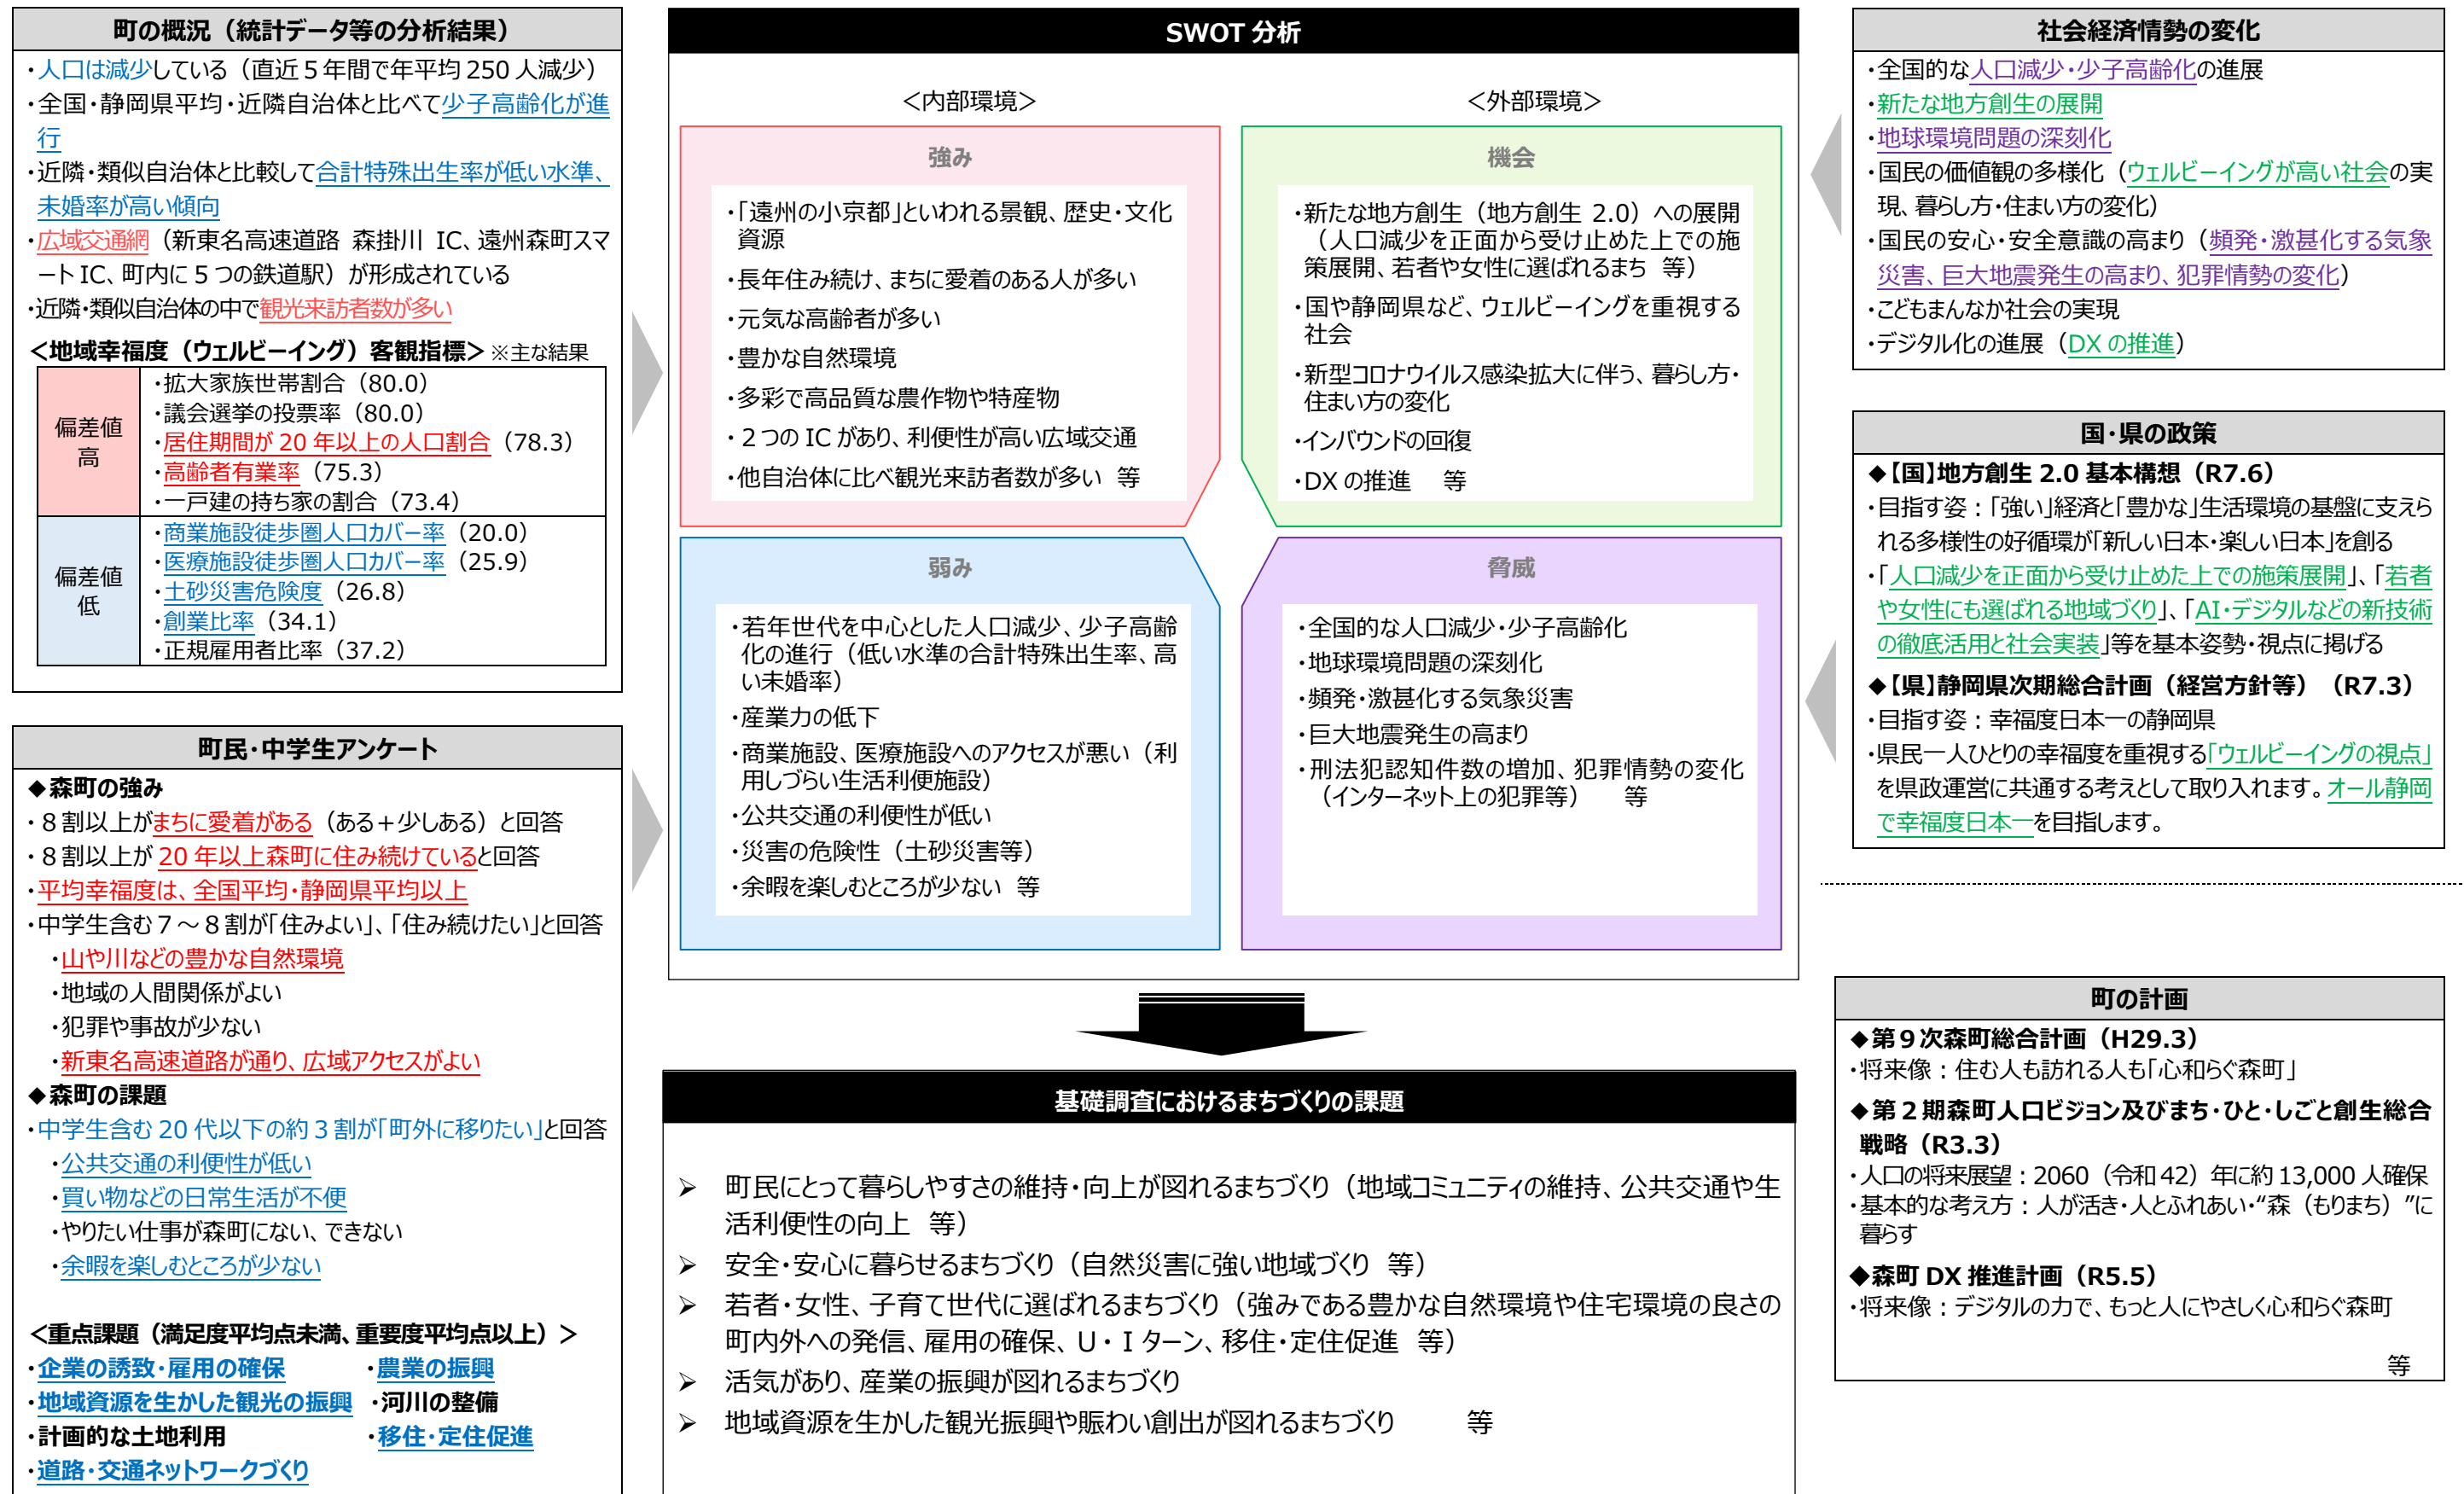 町の概況（統計データ等の分析結果）
・人口は減少している（直近５年間で年平均 250 人減少）
・全国・静岡県平均・近隣自治体と比べて少子高齢化が進
行
・近隣・類似自治体と比較して合計特殊出生率が低い水準、
未婚率が高い傾向
・広域交通網（新東名高速道路 森掛川 IC、遠州森町スマ
ート IC、町内に５つの鉄道駅）が形成されている
・近隣・類似自治体の中で観光来訪者数が多い
＜地域幸福度（ウェルビーイング）客観指標＞※主な結果
偏差値
高
・拡大家族世帯割合（80.0）
・議会選挙の投票率（80.0）
・居住期間が 20 年以上の人口割合（78.3）
・高齢者有業率（75.3）
・一戸建の持ち家の割合（73.4）
偏差値
低
・商業施設徒歩圏人口カバー率（20.0）
・医療施設徒歩圏人口カバー率（25.9）
・土砂災害危険度（26.8）
・創業比率（34.1）
・正規雇用者比率（37.2）
町民・中学生アンケート
◆森町の強み
・８割以上がまちに愛着がある（ある＋少しある）と回答
・８割以上が 20 年以上森町に住み続けていると回答
・平均幸福度は、全国平均・静岡県平均以上
・中学生含む７～８割が「住みよい」、「住み続けたい」と回答
・山や川などの豊かな自然環境
・地域の人間関係がよい
・犯罪や事故が少ない
・新東名高速道路が通り、広域アクセスがよい
◆森町の課題
・中学生含む 20 代以下の約３割が「町外に移りたい」と回答
・公共交通の利便性が低い
・買い物などの日常生活が不便
・やりたい仕事が森町にない、できない
・余暇を楽しむところが少ない
＜重点課題（満足度平均点未満、重要度平均点以上）＞
・企業の誘致・雇用の確保 ・農業の振興
・地域資源を生かした観光の振興 ・河川の整備
・計画的な土地利用 ・移住・定住促進
・道路・交通ネットワークづくり
SWOT 分析
＜内部環境＞
＜外部環境＞
強み
・「遠州の小京都」といわれる景観、歴史・文化
資源
・長年住み続け、まちに愛着のある人が多い
・元気な高齢者が多い
・豊かな自然環境
・多彩で高品質な農作物や特産物
・２つの IC があり、利便性が高い広域交通
・他自治体に比べ観光来訪者数が多い 等
機会
・新たな地方創生（地方創生 2.0）への展開
（人口減少を正面から受け止めた上での施
策展開、若者や女性に選ばれるまち 等）
・国や静岡県など、ウェルビーイングを重視する
社会
・新型コロナウイルス感染拡大に伴う、暮らし方・
住まい方の変化
・インバウンドの回復
・DX の推進 等
弱み
・若年世代を中心とした人口減少、少子高齢
化の進行（低い水準の合計特殊出生率、高
い未婚率）
・産業力の低下
・商業施設、医療施設へのアクセスが悪い（利
用しづらい生活利便施設）
・公共交通の利便性が低い
・災害の危険性（土砂災害等）
・余暇を楽しむところが少ない 等
脅威
・全国的な人口減少・少子高齢化
・地球環境問題の深刻化
・頻発・激甚化する気象災害
・巨大地震発生の高まり
・刑法犯認知件数の増加、犯罪情勢の変化
（インターネット上の犯罪等） 等
基礎調査におけるまちづくりの課題
➢ 町民にとって暮らしやすさの維持・向上が図れるまちづくり（地域コミュニティの維持、公共交通や生
活利便性の向上 等）
➢ 安全・安心に暮らせるまちづくり（自然災害に強い地域づくり 等）
➢ 若者・女性、子育て世代に選ばれるまちづくり（強みである豊かな自然環境や住宅環境の良さの
町内外への発信、雇用の確保、U・I ターン、移住・定住促進 等）
➢ 活気があり、産業の振興が図れるまちづくり
➢ 地域資源を生かした観光振興や賑わい創出が図れるまちづくり 等
社会経済情勢の変化
・全国的な人口減少・少子高齢化の進展
・新たな地方創生の展開
・地球環境問題の深刻化
・国民の価値観の多様化（ウェルビーイングが高い社会の実
現、暮らし方・住まい方の変化）
・国民の安心・安全意識の高まり（頻発・激甚化する気象
災害、巨大地震発生の高まり、犯罪情勢の変化）
・こどもまんなか社会の実現
・デジタル化の進展（DX の推進）
国・県の政策
◆【国】地方創生 2.0 基本構想（R7.6）
・目指す姿：「強い」経済と「豊かな」生活環境の基盤に支えら
れる多様性の好循環が「新しい日本・楽しい日本」を創る
・「人口減少を正面から受け止めた上での施策展開」、「若者
や女性にも選ばれる地域づくり」、「AI・デジタルなどの新技術
の徹底活用と社会実装」等を基本姿勢・視点に掲げる
◆【県】静岡県次期総合計画（経営方針等）（R7.3）
・目指す姿：幸福度日本一の静岡県
・県民一人ひとりの幸福度を重視する「ウェルビーイングの視点」
を県政運営に共通する考えとして取り入れます。オール静岡
で幸福度日本一を目指します。
町の計画
◆第９次森町総合計画（H29.3）
・将来像：住む人も訪れる人も「心和らぐ森町」
◆第２期森町人口ビジョン及びまち・ひと・しごと創生総合
戦略（R3.3）
・人口の将来展望：2060（令和 42）年に約 13,000 人確保
・基本的な考え方：人が活き・人とふれあい・“森（もりまち）”に
暮らす
◆森町 DX 推進計画（R5.5）
・将来像：デジタルの力で、もっと人にやさしく心和らぐ森町
等